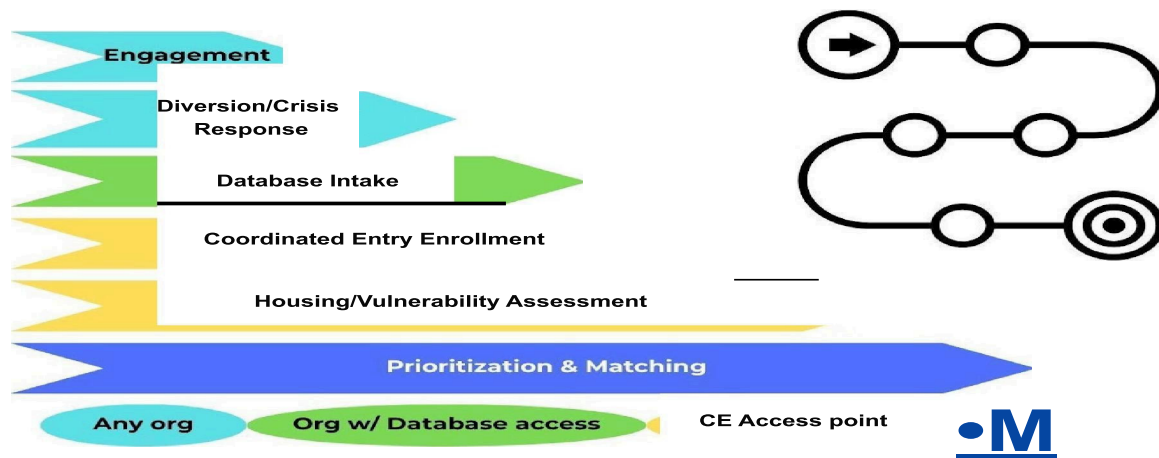 Engagement
Diversion/Crisis
Response
Database Intake
Coordinated Entry Enrollment
Housing/Vulnerability Assessment
Prioritization & Matching
Any org
Org w/ Database access
CE Access point
•M